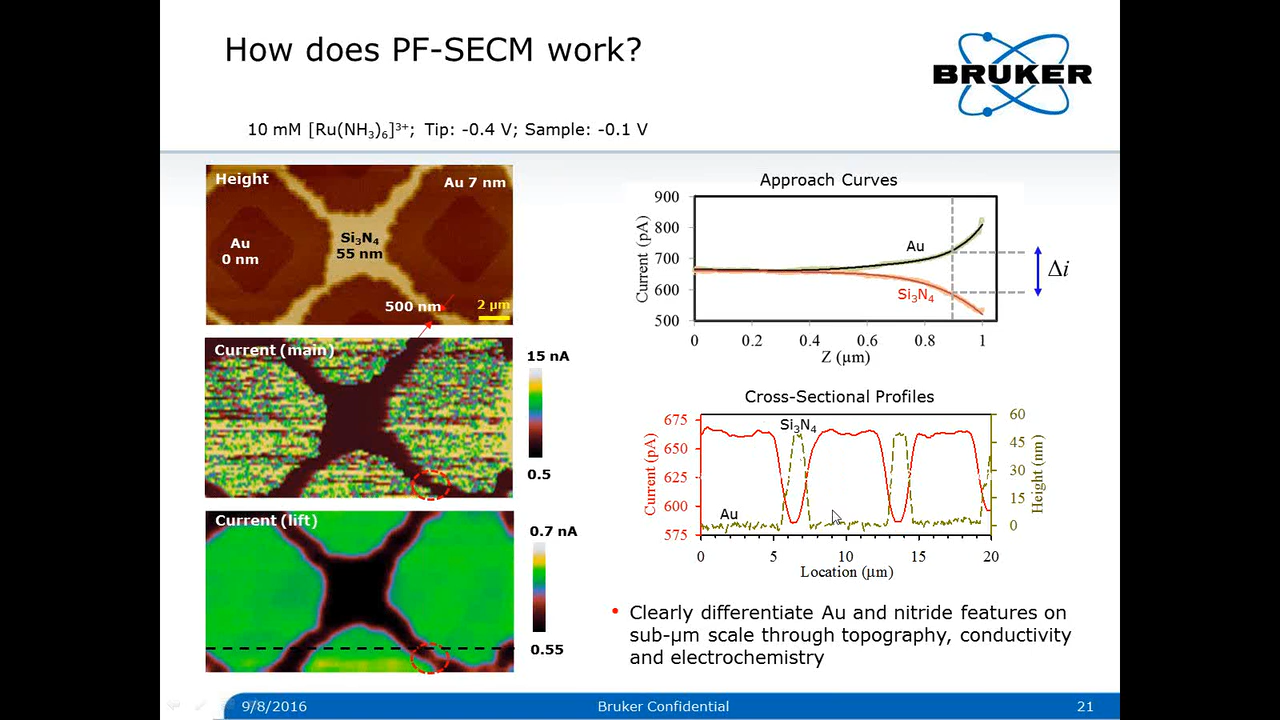 How does PF-SECM work?
BRUKER
10 mM [Ru(NH₃)₆]³⁺; Tip: -0.4 V; Sample: -0.1 V
Height
Au 7 nm
Au
0 nm
Si₃N₄
55 nm
500 nm
2 µm
Current (main)
15 nA
0.5
Current (lift)
0.7 nA
0.55
Approach Curves
Current (pA)
900
800
700
600
500
Au
Si₃N₄
Δi
0 0.2 0.4 0.6 0.8 1
Z (µm)
Cross-Sectional Profiles
Current (pA)
675
650
625
600
575
Si₃N₄
Au
60
45
30
15
0
Height (nm)
0 5 10 15 20
Location (µm)
• Clearly differentiate Au and nitride features on
sub-µm scale through topography, conductivity
and electrochemistry
9/8/2016
Bruker Confidential
21